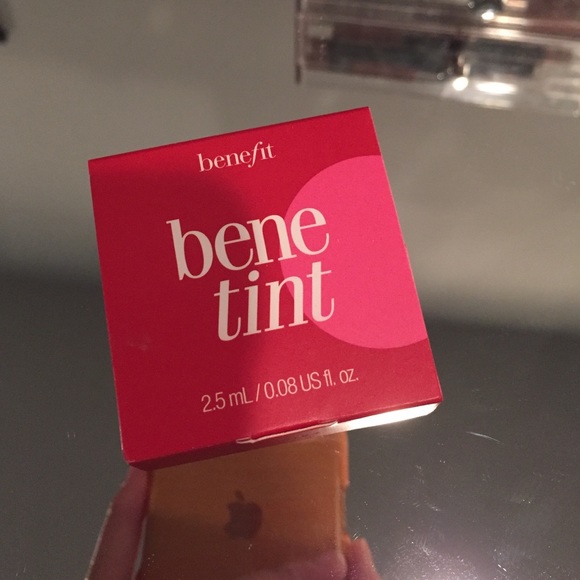 benefit
bene
tint
2.5 mL / 0.08 US fl. oz.